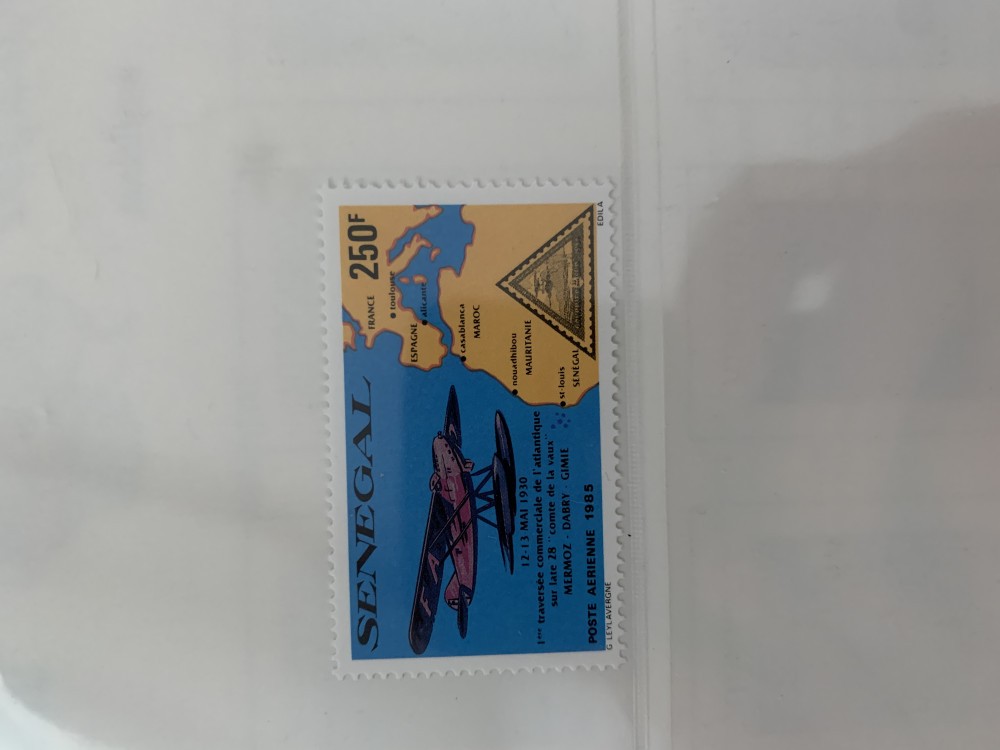 SENEGAL
250F
FRANCE
toulouse
ESPAGNE
alicante
casablanca
MAROC
nouadhibou
MAURITANIE
st-louis
SENEGAL
12-13 MAI 1930
1ère traversée commerciale de l'atlantique
sur late 28 "comte de la vaux"
MERMOZ - DABRY - GIMIE
POSTE AERIENNE 1985
G LEYLAVERGNE
EDILA